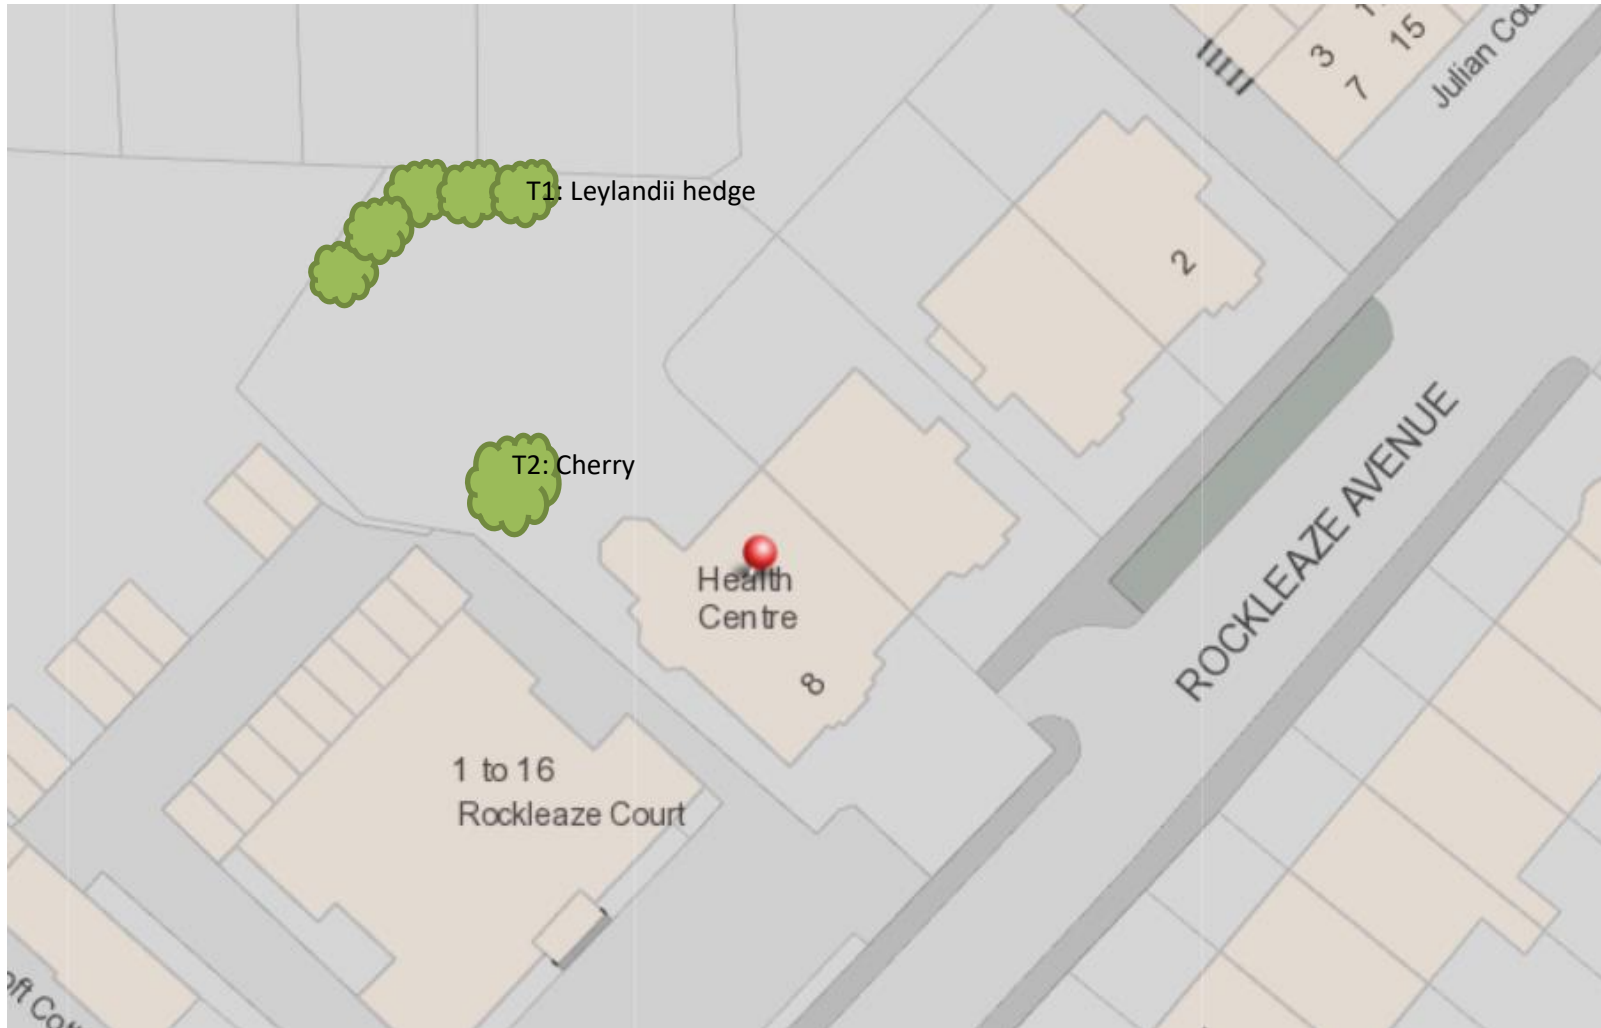 3
7
15
Julian
T1: Leylandii hedge
2
T2: Cherry
ROCKLEAZE AVENUE
Health
Centre
8
1 to 16
Rockleaze Court